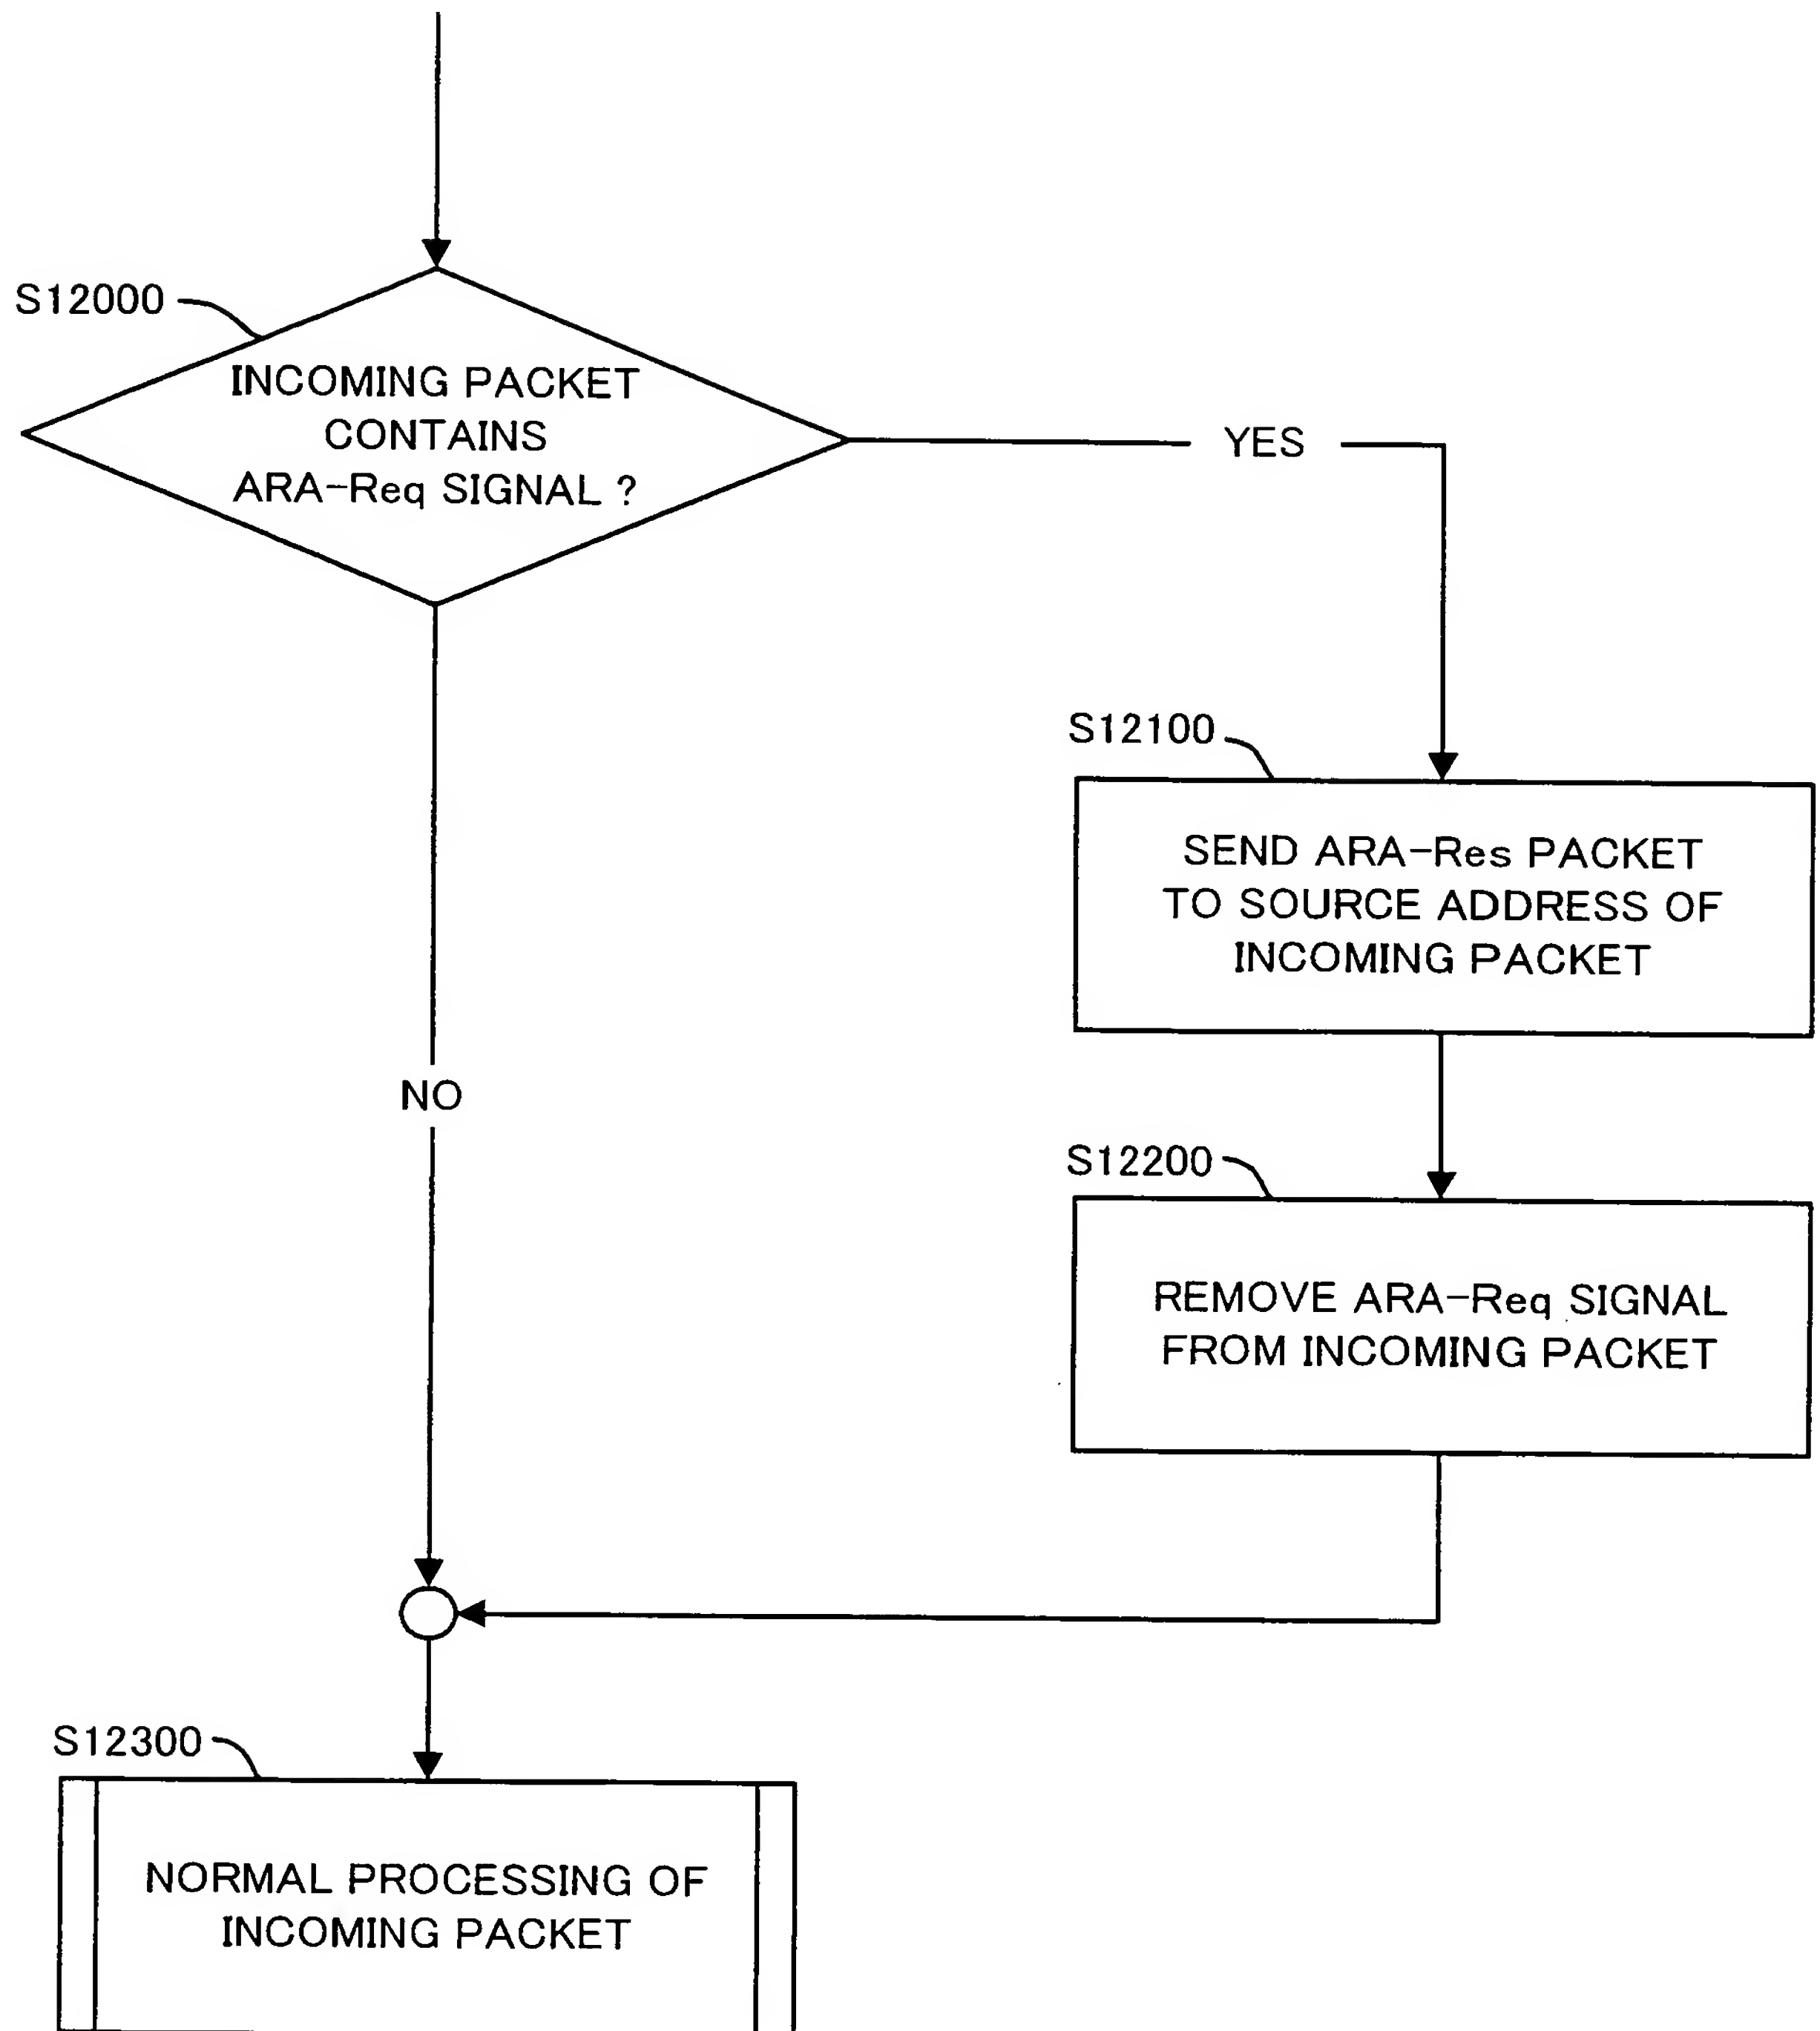 S12000
INCOMING PACKET
CONTAINS
ARA-Req SIGNAL ?
YES
S12100
SEND ARA-Res PACKET
TO SOURCE ADDRESS OF
INCOMING PACKET
NO
S12200
REMOVE ARA-Req SIGNAL
FROM INCOMING PACKET
S12300
NORMAL PROCESSING OF
INCOMING PACKET